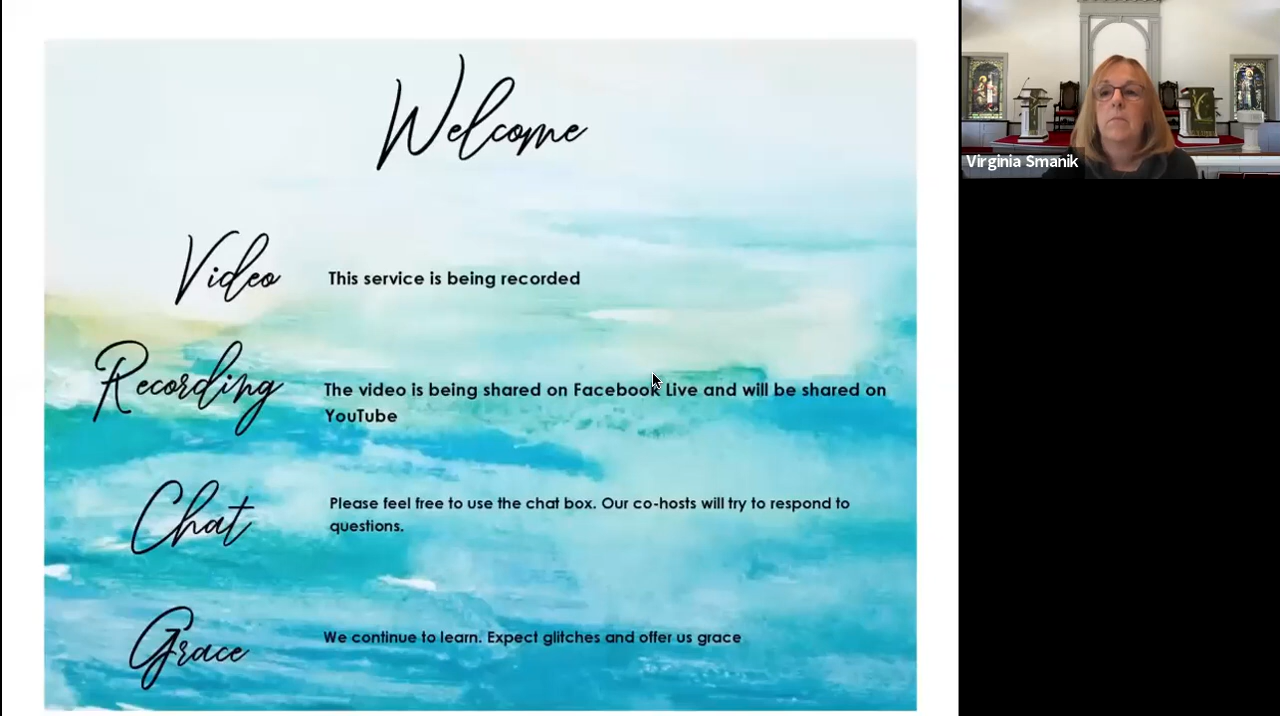 Welcome
Video
This service is being recorded
Recording
The video is being shared on Facebook Live and will be shared on
YouTube
Chat
Please feel free to use the chat box. Our co-hosts will try to respond to
questions.
Grace
We continue to learn. Expect glitches and offer us grace
Virginia Smanik